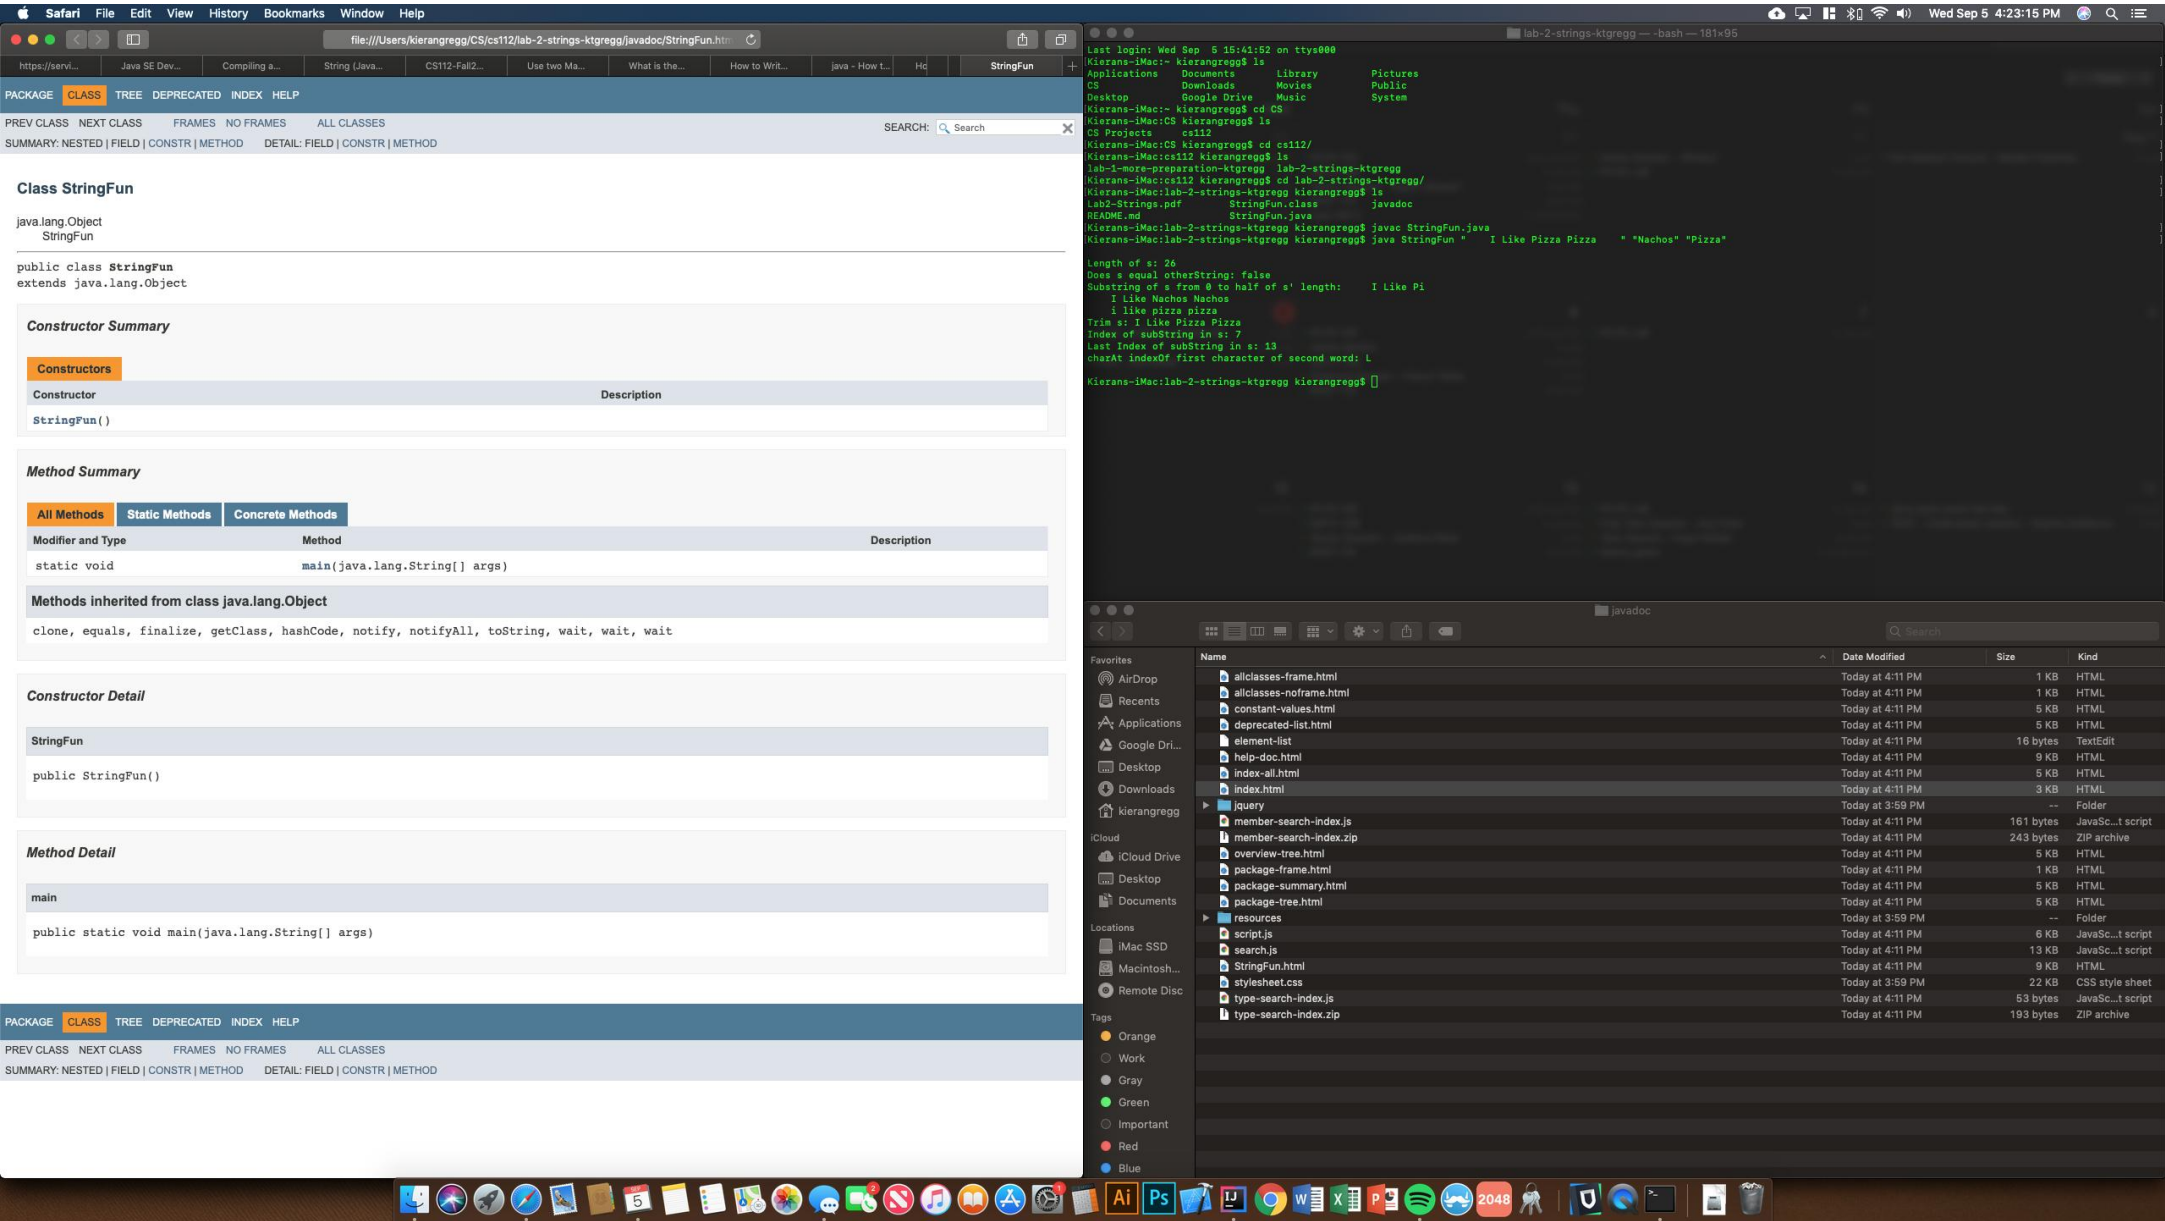 Safari File Edit View History Bookmarks Window Help
Wed Sep 5 4:23:15 PM
file:///Users/kierangregg/CS/cs112/lab-2-strings-ktgregg/javadoc/StringFun.htm
https://servi... Java SE Dev... Compiling a... String (Java... CS112-Fall2... Use two Ma... What is the... How to Writ... java - How t... Ho StringFun
PACKAGE CLASS TREE DEPRECATED INDEX HELP
PREV CLASS NEXT CLASS FRAMES NO FRAMES ALL CLASSES
SEARCH: Search
SUMMARY: NESTED | FIELD | CONSTR | METHOD DETAIL: FIELD | CONSTR | METHOD
Class StringFun
java.lang.Object
StringFun
public class StringFun
extends java.lang.Object
Constructor Summary
Constructors
Constructor Description
StringFun()
Method Summary
All Methods Static Methods Concrete Methods
Modifier and Type Method Description
static void main(java.lang.String[] args)
Methods inherited from class java.lang.Object
clone, equals, finalize, getClass, hashCode, notify, notifyAll, toString, wait, wait, wait
Constructor Detail
StringFun
public StringFun()
Method Detail
main
public static void main(java.lang.String[] args)
PACKAGE CLASS TREE DEPRECATED INDEX HELP
PREV CLASS NEXT CLASS FRAMES NO FRAMES ALL CLASSES
SUMMARY: NESTED | FIELD | CONSTR | METHOD DETAIL: FIELD | CONSTR | METHOD
lab-2-strings-ktgregg — -bash — 181×95
Last login: Wed Sep  5 15:41:52 on ttys000
[Kierans-iMac:~ kierangregg$ ls ]
Applications Documents Library Pictures
CS Downloads Movies Public
Desktop Google Drive Music System
[Kierans-iMac:~ kierangregg$ cd CS ]
[Kierans-iMac:CS kierangregg$ ls ]
CS Projects cs112
[Kierans-iMac:CS kierangregg$ cd cs112/ ]
[Kierans-iMac:cs112 kierangregg$ ls ]
lab-1-more-preparation-ktgregg lab-2-strings-ktgregg
[Kierans-iMac:cs112 kierangregg$ cd lab-2-strings-ktgregg/ ]
[Kierans-iMac:lab-2-strings-ktgregg kierangregg$ ls ]
Lab2-Strings.pdf StringFun.class javadoc
README.md StringFun.java
[Kierans-iMac:lab-2-strings-ktgregg kierangregg$ javac StringFun.java ]
[Kierans-iMac:lab-2-strings-ktgregg kierangregg$ java StringFun "    I Like Pizza Pizza    " "Nachos" "Pizza" ]
Length of s: 26
Does s equal otherString: false
Substring of s from 0 to half of s' length:     I Like Pi
    I Like Nachos Nachos
    i like pizza pizza
Trim s: I Like Pizza Pizza
Index of subString in s: 7
Last Index of subString in s: 13
charAt indexOf first character of second word: L
Kierans-iMac:lab-2-strings-ktgregg kierangregg$
javadoc
Search
Favorites
AirDrop
Recents
Applications
Google Dri...
Desktop
Downloads
kierangregg
iCloud
iCloud Drive
Desktop
Documents
Locations
iMac SSD
Macintosh...
Remote Disc
Tags
Orange
Work
Gray
Green
Important
Red
Blue
Name Date Modified Size Kind
allclasses-frame.html Today at 4:11 PM 1 KB HTML
allclasses-noframe.html Today at 4:11 PM 1 KB HTML
constant-values.html Today at 4:11 PM 5 KB HTML
deprecated-list.html Today at 4:11 PM 5 KB HTML
element-list Today at 4:11 PM 16 bytes TextEdit
help-doc.html Today at 4:11 PM 9 KB HTML
index-all.html Today at 4:11 PM 5 KB HTML
index.html Today at 4:11 PM 3 KB HTML
jquery Today at 3:59 PM -- Folder
member-search-index.js Today at 4:11 PM 161 bytes JavaSc...t script
member-search-index.zip Today at 4:11 PM 243 bytes ZIP archive
overview-tree.html Today at 4:11 PM 5 KB HTML
package-frame.html Today at 4:11 PM 1 KB HTML
package-summary.html Today at 4:11 PM 5 KB HTML
package-tree.html Today at 4:11 PM 5 KB HTML
resources Today at 3:59 PM -- Folder
script.js Today at 4:11 PM 6 KB JavaSc...t script
search.js Today at 4:11 PM 13 KB JavaSc...t script
StringFun.html Today at 4:11 PM 9 KB HTML
stylesheet.css Today at 3:59 PM 22 KB CSS style sheet
type-search-index.js Today at 4:11 PM 53 bytes JavaSc...t script
type-search-index.zip Today at 4:11 PM 193 bytes ZIP archive
SEP 5 2 1 Ai Ps IJ W X P 2048